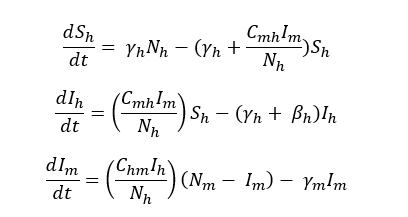 dS_h/dt = γ_h N_h − (γ_h + C_mh I_m / N_h) S_h
dI_h/dt = (C_mh I_m / N_h) S_h − (γ_h + β_h) I_h
dI_m/dt = (C_hm I_h / N_h) (N_m − I_m) − γ_m I_m